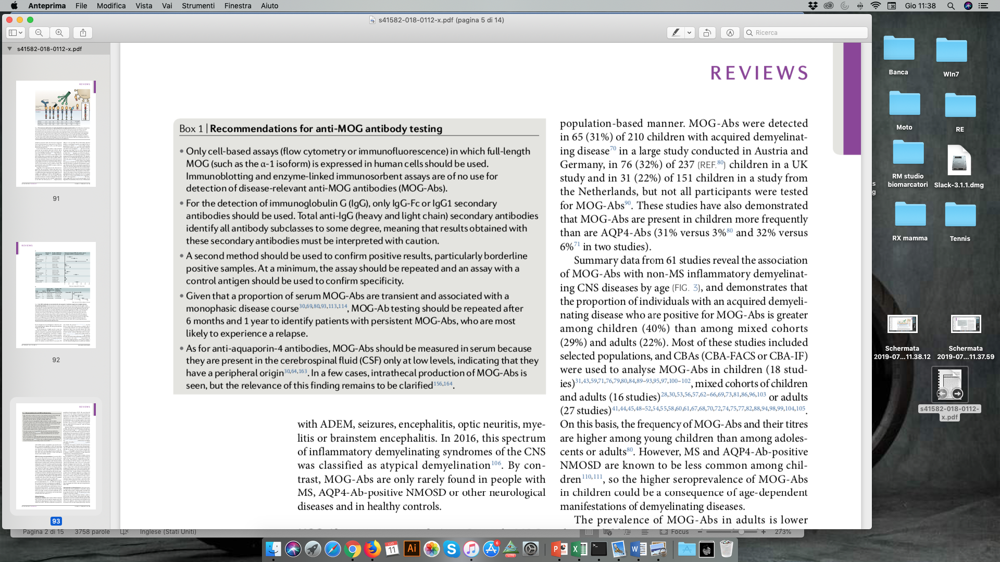 Anteprima File Modifica Vista Vai Strumenti Finestra Aiuto
Gio 11:38
s41582-018-0112-x.pdf (pagina 5 di 14)
Ricerca
s41582-018-0112-x.pdf
91
92
93
REVIEWS
Box 1 | Recommendations for anti-MOG antibody testing
• Only cell-based assays (flow cytometry or immunofluorescence) in which full-length
MOG (such as the α-1 isoform) is expressed in human cells should be used.
Immunoblotting and enzyme-linked immunosorbent assays are of no use for
detection of disease-relevant anti-MOG antibodies (MOG-Abs).
• For the detection of immunoglobulin G (IgG), only IgG-Fc or IgG1 secondary
antibodies should be used. Total anti-IgG (heavy and light chain) secondary antibodies
identify all antibody subclasses to some degree, meaning that results obtained with
these secondary antibodies must be interpreted with caution.
• A second method should be used to confirm positive results, particularly borderline
positive samples. At a minimum, the assay should be repeated and an assay with a
control antigen should be used to confirm specificity.
• Given that a proportion of serum MOG-Abs are transient and associated with a
monophasic disease course30,69,80,93,113,114, MOG-Ab testing should be repeated after
6 months and 1 year to identify patients with persistent MOG-Abs, who are most
likely to experience a relapse.
• As for anti-aquaporin-4 antibodies, MOG-Abs should be measured in serum because
they are present in the cerebrospinal fluid (CSF) only at low levels, indicating that they
have a peripheral origin30,64,163. In a few cases, intrathecal production of MOG-Abs is
seen, but the relevance of this finding remains to be clarified156,164.
with ADEM, seizures, encephalitis, optic neuritis, mye-
litis or brainstem encephalitis. In 2016, this spectrum
of inflammatory demyelinating syndromes of the CNS
was classified as atypical demyelination106. By con-
trast, MOG-Abs are only rarely found in people with
MS, AQP4-Ab-positive NMOSD or other neurological
diseases and in healthy controls.
population-based manner. MOG-Abs were detected
in 65 (31%) of 210 children with acquired demyelinat-
ing disease70 in a large study conducted in Austria and
Germany, in 76 (32%) of 237 (REF.80) children in a UK
study and in 31 (22%) of 151 children in a study from
the Netherlands, but not all participants were tested
for MOG-Abs90. These studies have also demonstrated
that MOG-Abs are present in children more frequently
than are AQP4-Abs (31% versus 3%80 and 32% versus
6%71 in two studies).
Summary data from 61 studies reveal the association
of MOG-Abs with non-MS inflammatory demyelinat-
ing CNS diseases by age (FIG. 3), and demonstrates that
the proportion of individuals with an acquired demyeli-
nating disease who are positive for MOG-Abs is greater
among children (40%) than among mixed cohorts
(29%) and adults (22%). Most of these studies included
selected populations, and CBAs (CBA-FACS or CBA-IF)
were used to analyse MOG-Abs in children (18 stud-
ies)31,43,59,71,76,79,80,84,89–93,95,97,100–102, mixed cohorts of children
and adults (16 studies)28,30,53,56,57,62–66,69,73,81,86,96,103 or adults
(27 studies)41,44,45,48–52,54,55,58,60,61,67,68,70,72,74,75,77,82,88,94,98,99,104,105.
On this basis, the frequency of MOG-Abs and their titres
are higher among young children than among adoles-
cents or adults80. However, MS and AQP4-Ab-positive
NMOSD are known to be less common among chil-
dren110,111, so the higher seroprevalence of MOG-Abs
in children could be a consequence of age-dependent
manifestations of demyelinating diseases.
The prevalence of MOG-Abs in adults is lower
Pagina 2 di 15 3758 parole Inglese (Stati Uniti) Focus 273%
Banca
WIn7
Moto
RE
RM studio
biomarcatori
Slack-3.1.1.dmg
RX mamma
Tennis
Schermata
2019-07...11.38.12
Schermata
2019-07...11.37.59
s41582-018-0112-
x.pdf
LUG
11
Ai
6
LITE